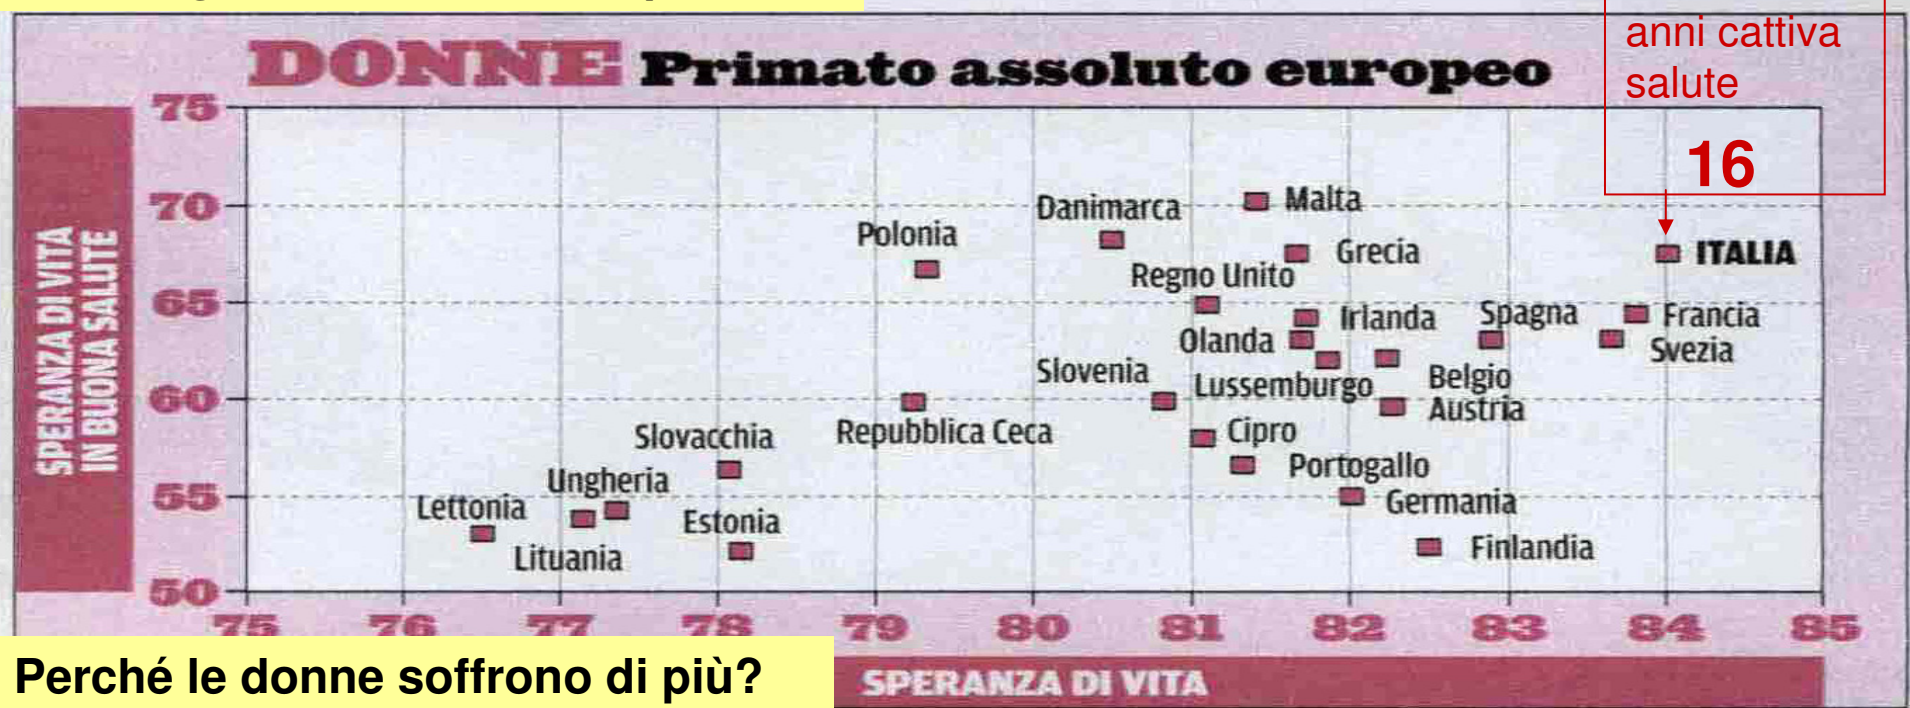 anni cattiva
salute
16
DONNE Primato assoluto europeo
75
70
65
60
55
50
SPERANZA DI VITA
IN BUONA SALUTE
Malta
Danimarca
Polonia
Grecia
ITALIA
Regno Unito
Irlanda
Spagna
Francia
Olanda
Svezia
Slovenia
Lussemburgo
Belgio
Austria
Repubblica Ceca
Cipro
Slovacchia
Portogallo
Ungheria
Germania
Lettonia
Estonia
Finlandia
Lituania
75 76 77 78 79 80 81 82 83 84 85
Perché le donne soffrono di più?
SPERANZA DI VITA